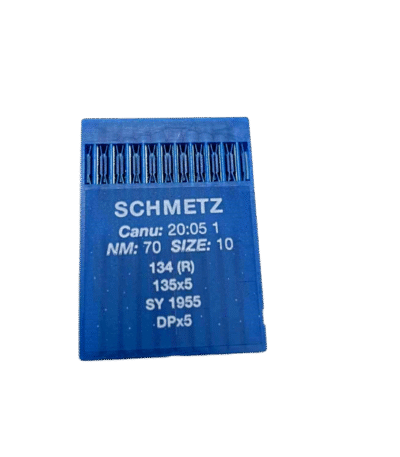 SCHMETZ
Canu: 20:05 1
NM: 70 SIZE: 10
134 (R)
135x5
SY 1955
DPx5